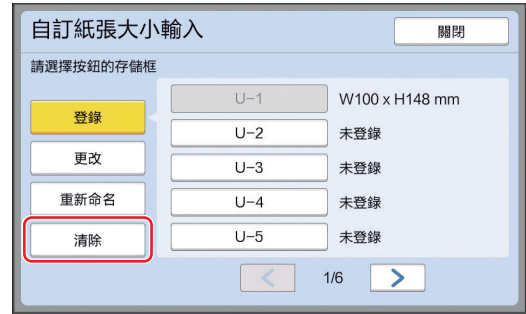 自訂紙張大小輸入
關閉
請選擇按鈕的存儲框
登錄
更改
重新命名
清除
U-1 W100 x H148 mm
U-2 未登錄
U-3 未登錄
U-4 未登錄
U-5 未登錄
< 1/6 >